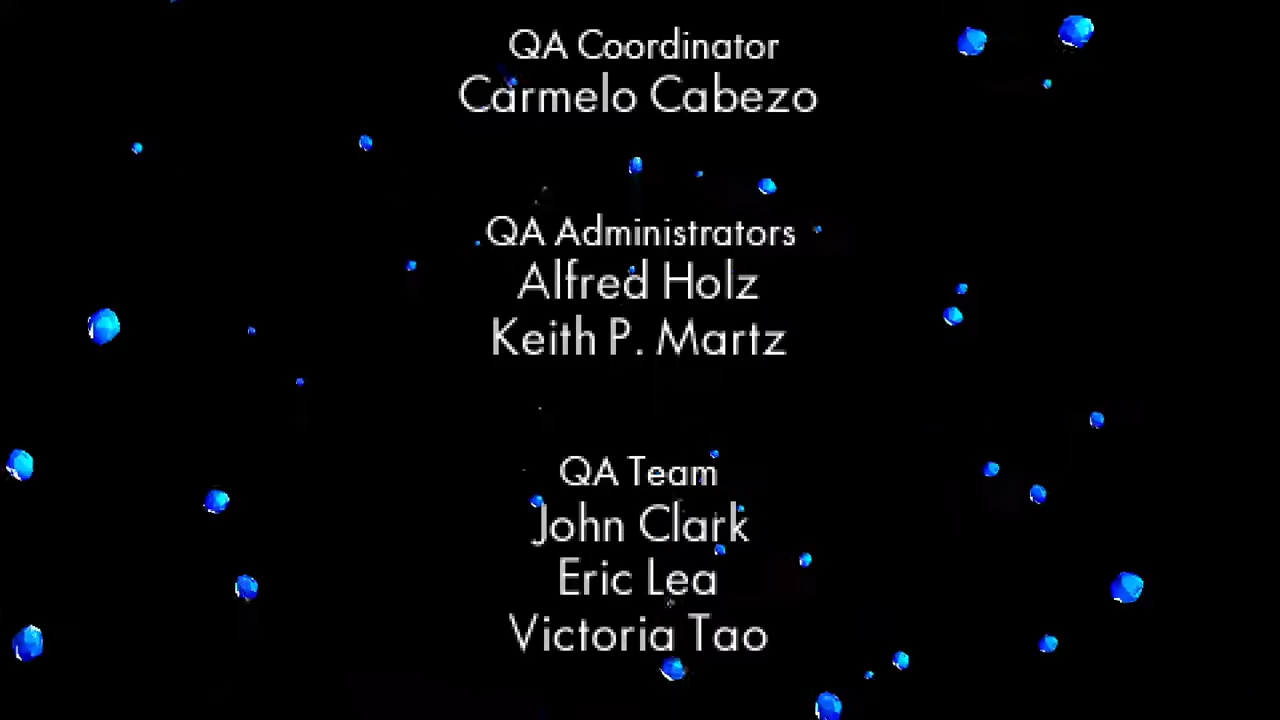 QA Coordinator
Carmelo Cabezo
QA Administrators
Alfred Holz
Keith P. Martz
QA Team
John Clark
Eric Lea
Victoria Tao